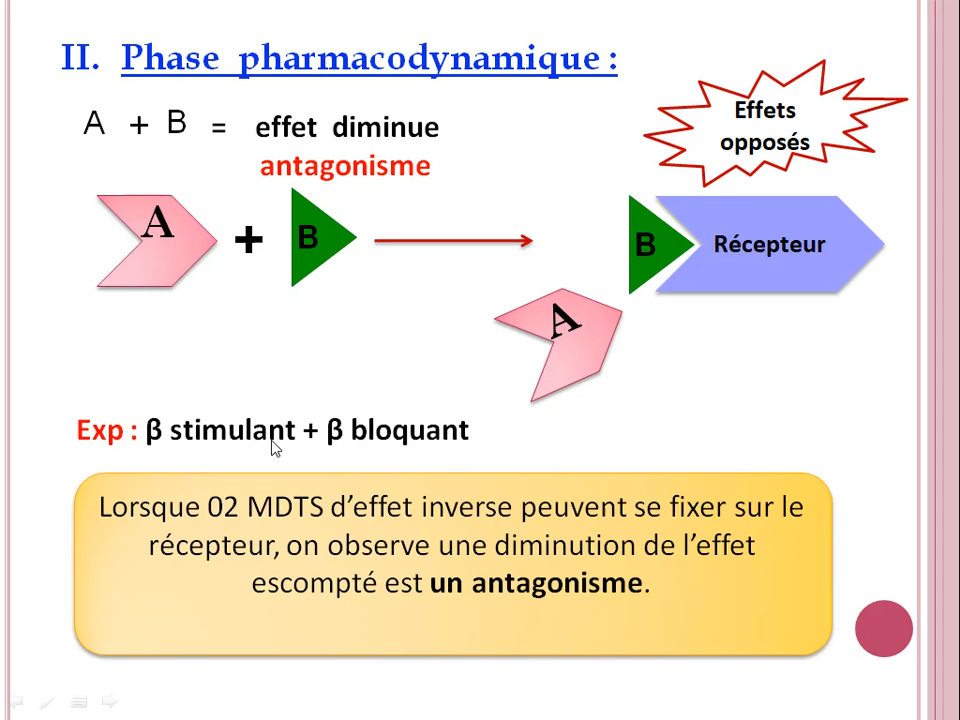 II. Phase pharmacodynamique :
A + B = effet diminue
antagonisme
Effets
opposés
A + B
B Récepteur
A
Exp : β stimulant + β bloquant
Lorsque 02 MDTS d’effet inverse peuvent se fixer sur le
récepteur, on observe une diminution de l’effet
escompté est un antagonisme.